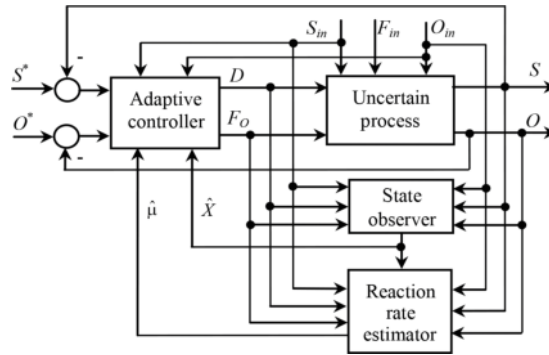 S_in F_in O_in
S* D S
Adaptive controller
Uncertain process
O* F_O O
μ̂ X̂
State observer
Reaction rate estimator
-
-